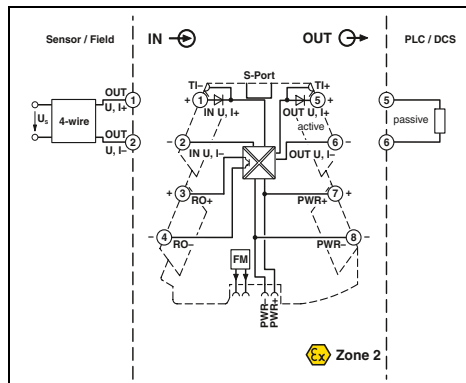 Sensor / Field
IN
OUT
PLC / DCS
S-Port
TI–
TI+
OUT
U, I+
1
+
1
IN U, I+
OUT U, I+
5
+
5
U_S
4-wire
active
passive
OUT
U, I–
2
–
2
IN U, I–
OUT U, I–
6
–
6
+
3
RO+
PWR+
7
+
–
4
RO–
PWR–
8
–
FM
PWR–
PWR+
Ex
Zone 2